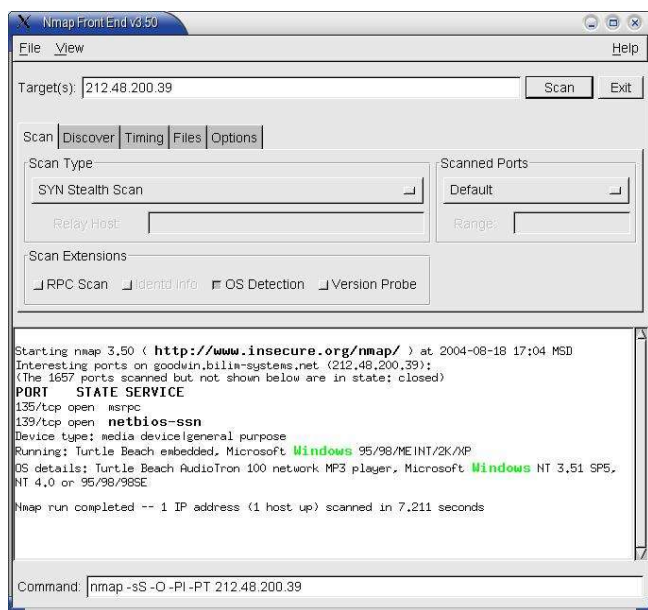 Nmap Front End v3.50
File View Help
Target(s): 212.48.200.39 Scan Exit
Scan Discover Timing Files Options
Scan Type
SYN Stealth Scan
Relay Host:
Scanned Ports
Default
Range:
Scan Extensions
RPC Scan Identd Info OS Detection Version Probe
Starting nmap 3.50 ( http://www.insecure.org/nmap/ ) at 2004-08-18 17:04 MSD
Interesting ports on goodwin.bilim-systems.net (212.48.200.39):
(The 1657 ports scanned but not shown below are in state: closed)
PORT STATE SERVICE
135/tcp open msrpc
139/tcp open netbios-ssn
Device type: media device|general purpose
Running: Turtle Beach embedded, Microsoft Windows 95/98/ME|NT/2K/XP
OS details: Turtle Beach AudioTron 100 network MP3 player, Microsoft Windows NT 3.51 SP5,
NT 4.0 or 95/98/98SE
Nmap run completed -- 1 IP address (1 host up) scanned in 7.211 seconds
Command: nmap -sS -O -PI -PT 212.48.200.39